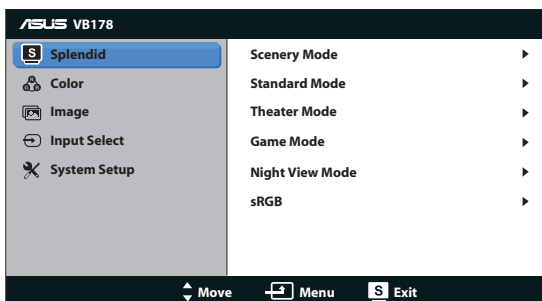 ASUS VB178
S Splendid
Color
Image
Input Select
System Setup
Scenery Mode
Standard Mode
Theater Mode
Game Mode
Night View Mode
sRGB
Move Menu S Exit